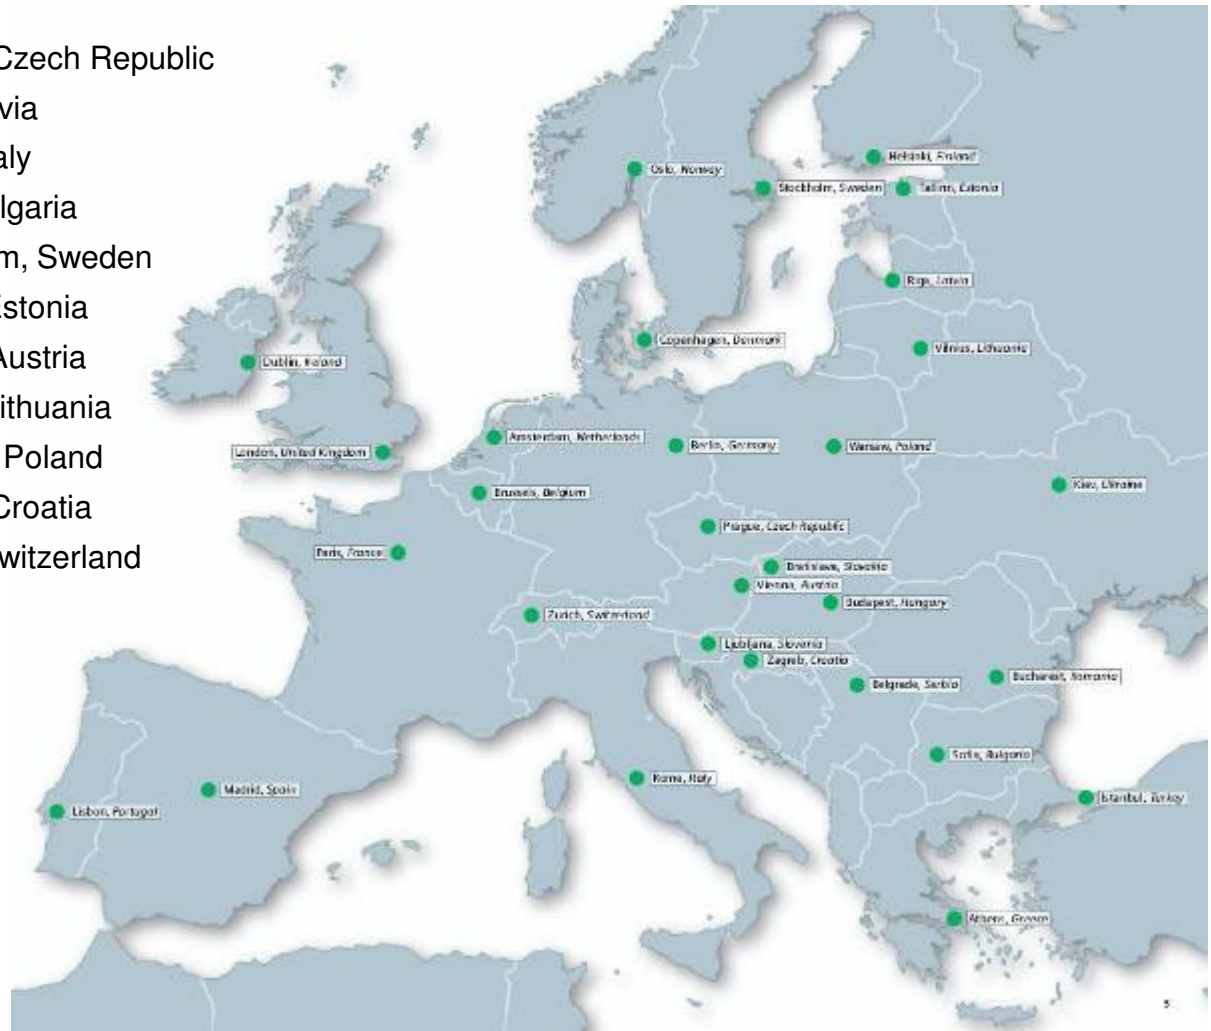 Czech Republic
via
aly
lgaria
m, Sweden
Estonia
Austria
ithuania
Poland
Croatia
witzerland
Helsinki, Finland
Oslo, Norway
Stockholm, Sweden
Tallinn, Estonia
Riga, Latvia
Copenhagen, Denmark
Vilnius, Lithuania
Dublin, Ireland
Amsterdam, Netherlands
Berlin, Germany
Warsaw, Poland
London, United Kingdom
Kiev, Ukraine
Brussels, Belgium
Prague, Czech Republic
Paris, France
Bratislava, Slovakia
Vienna, Austria
Budapest, Hungary
Zurich, Switzerland
Ljubljana, Slovenia
Zagreb, Croatia
Bucharest, Romania
Belgrade, Serbia
Sofia, Bulgaria
Rome, Italy
Madrid, Spain
Istanbul, Turkey
Lisbon, Portugal
Athens, Greece
5